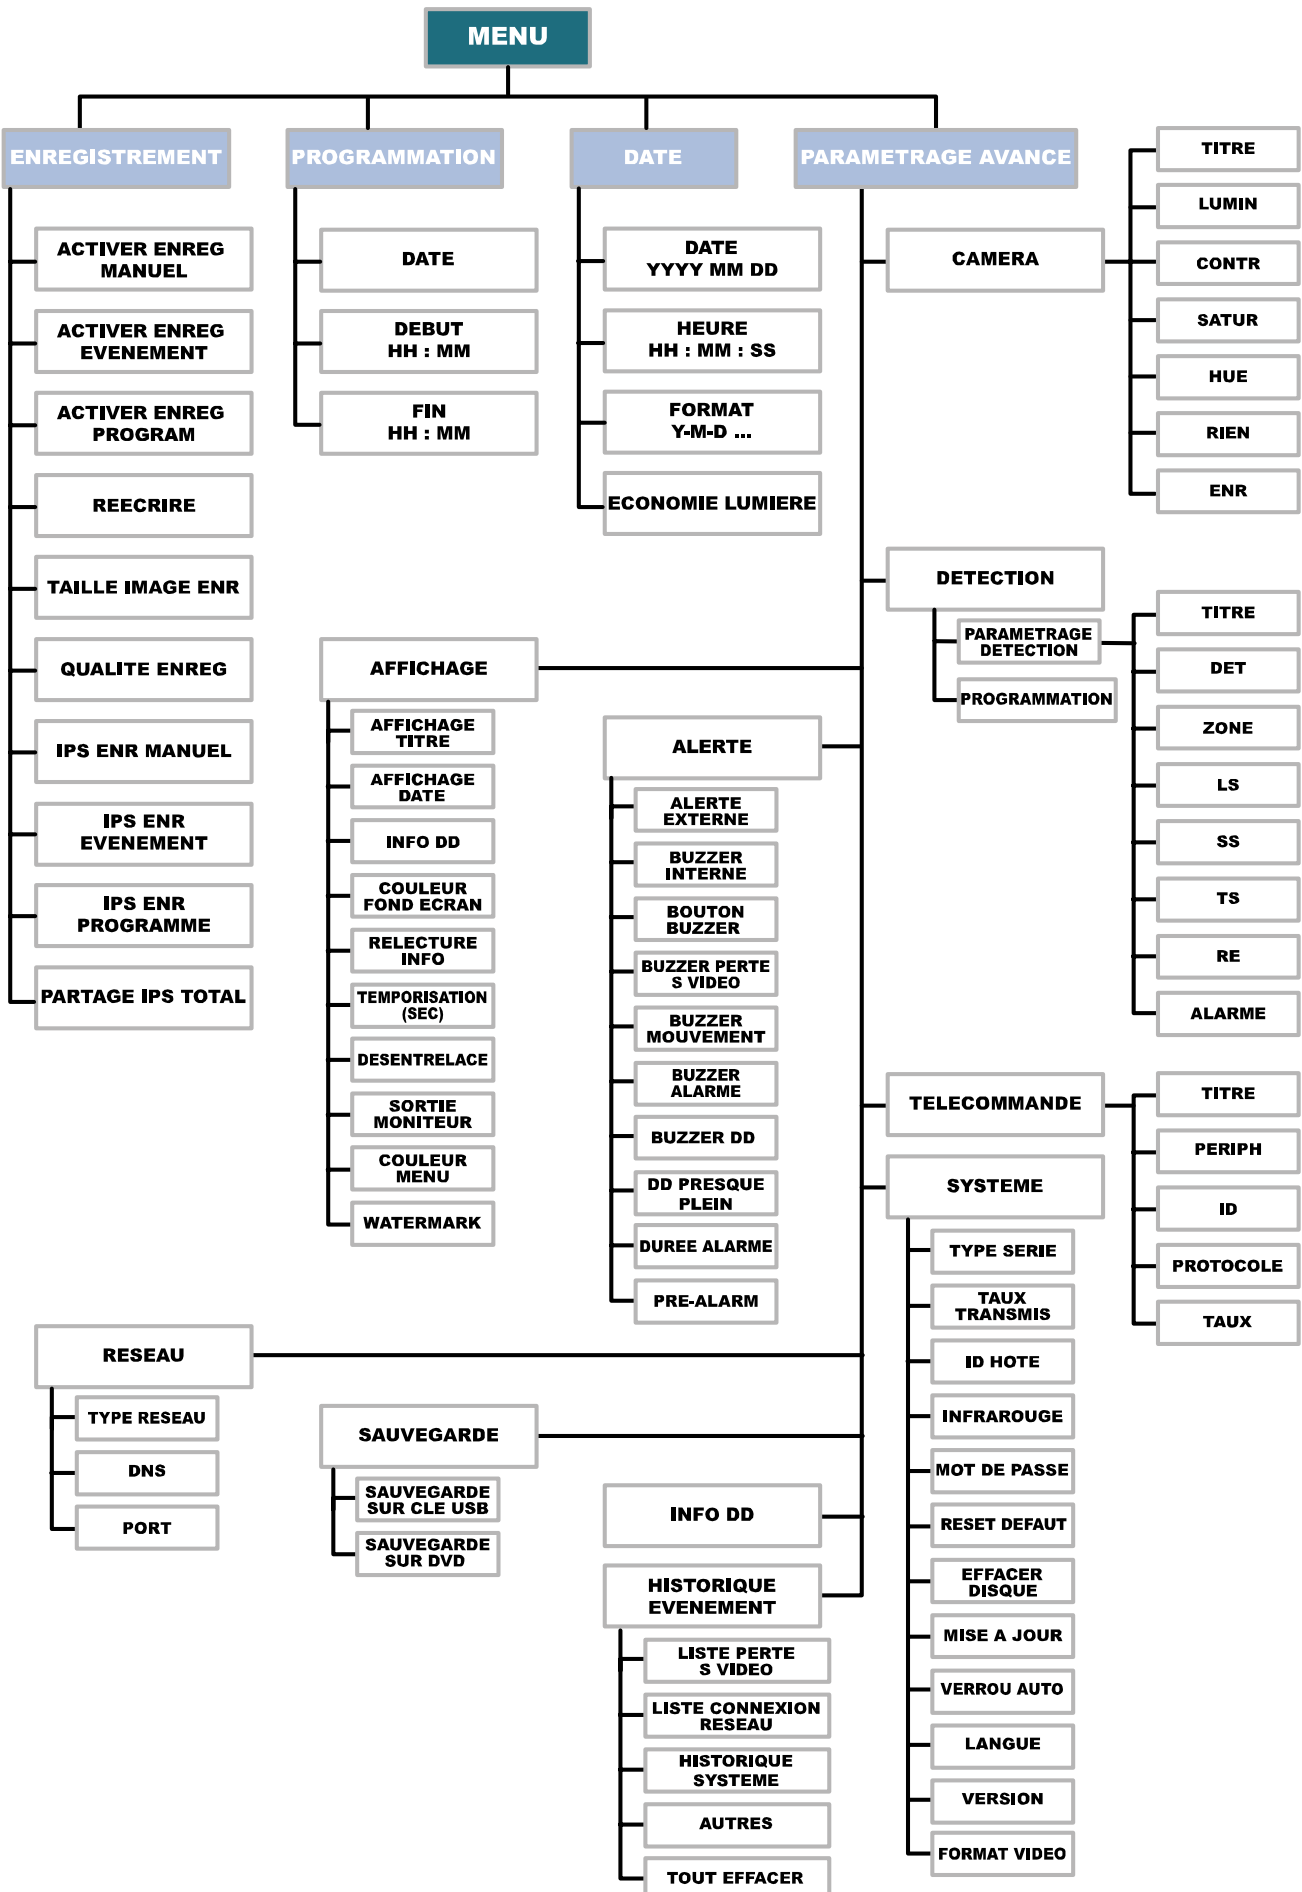 MENU
ENREGISTREMENT
ACTIVER ENREG
MANUEL
ACTIVER ENREG
EVENEMENT
ACTIVER ENREG
PROGRAM
REECRIRE
TAILLE IMAGE ENR
QUALITE ENREG
IPS ENR MANUEL
IPS ENR
EVENEMENT
IPS ENR
PROGRAMME
PARTAGE IPS TOTAL
PROGRAMMATION
DATE
DEBUT
HH : MM
FIN
HH : MM
DATE
DATE
YYYY MM DD
HEURE
HH : MM : SS
FORMAT
Y-M-D ...
ECONOMIE LUMIERE
PARAMETRAGE AVANCE
CAMERA
TITRE
LUMIN
CONTR
SATUR
HUE
RIEN
ENR
DETECTION
PARAMETRAGE
DETECTION
PROGRAMMATION
TITRE
DET
ZONE
LS
SS
TS
RE
ALARME
AFFICHAGE
AFFICHAGE
TITRE
AFFICHAGE
DATE
INFO DD
COULEUR
FOND ECRAN
RELECTURE
INFO
TEMPORISATION
(SEC)
DESENTRELACE
SORTIE
MONITEUR
COULEUR
MENU
WATERMARK
ALERTE
ALERTE
EXTERNE
BUZZER
INTERNE
BOUTON
BUZZER
BUZZER PERTE
S VIDEO
BUZZER
MOUVEMENT
BUZZER
ALARME
BUZZER DD
DD PRESQUE
PLEIN
DUREE ALARME
PRE-ALARM
TELECOMMANDE
TITRE
PERIPH
ID
PROTOCOLE
TAUX
SYSTEME
TYPE SERIE
TAUX
TRANSMIS
ID HOTE
INFRAROUGE
MOT DE PASSE
RESET DEFAUT
EFFACER
DISQUE
MISE A JOUR
VERROU AUTO
LANGUE
VERSION
FORMAT VIDEO
RESEAU
TYPE RESEAU
DNS
PORT
SAUVEGARDE
SAUVEGARDE
SUR CLE USB
SAUVEGARDE
SUR DVD
INFO DD
HISTORIQUE
EVENEMENT
LISTE PERTE
S VIDEO
LISTE CONNEXION
RESEAU
HISTORIQUE
SYSTEME
AUTRES
TOUT EFFACER